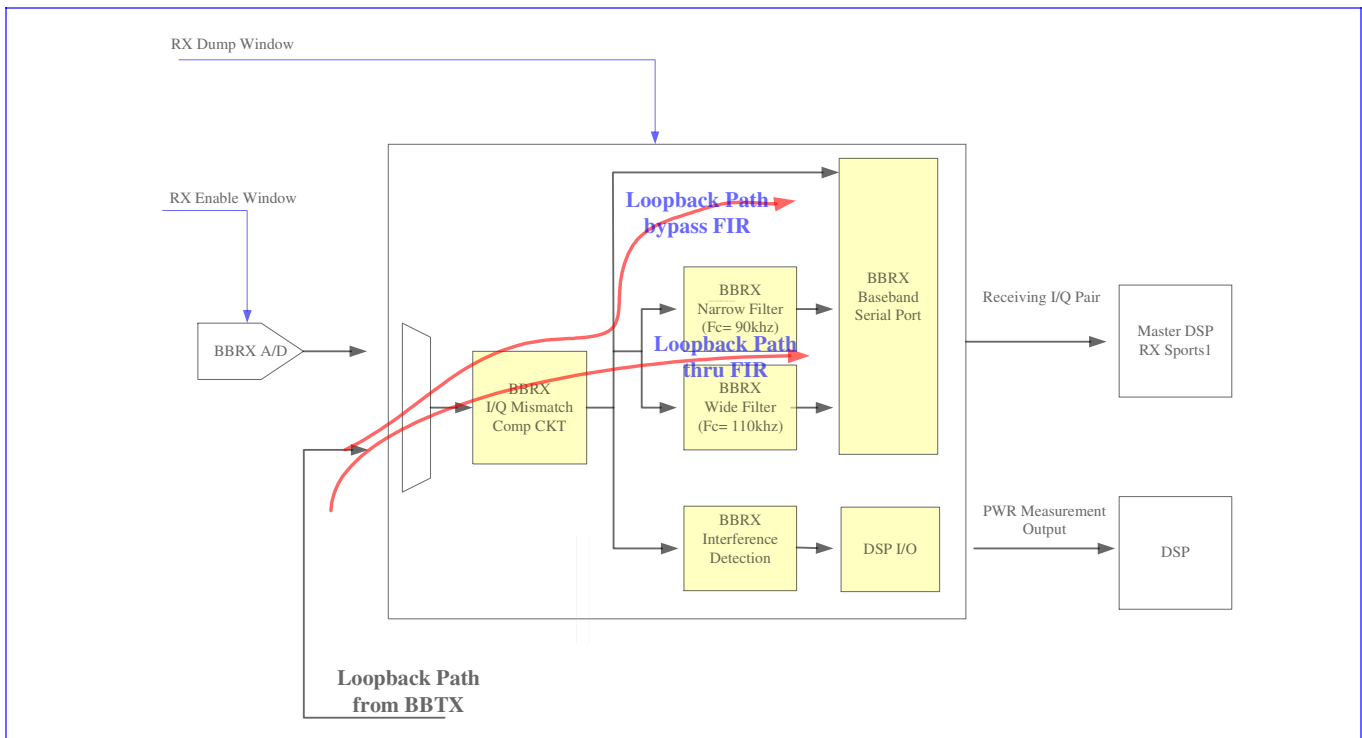 RX Dump Window
RX Enable Window
BBRX A/D
Loopback Path
bypass FIR
BBRX
Narrow Filter
(Fc= 90khz)
Loopback Path
thru FIR
BBRX
Wide Filter
(Fc= 110khz)
BBRX
I/Q Mismatch
Comp CKT
BBRX
Baseband
Serial Port
Receiving I/Q Pair
Master DSP
RX Sports1
BBRX
Interference
Detection
DSP I/O
PWR Measurement
Output
DSP
Loopback Path
from BBTX